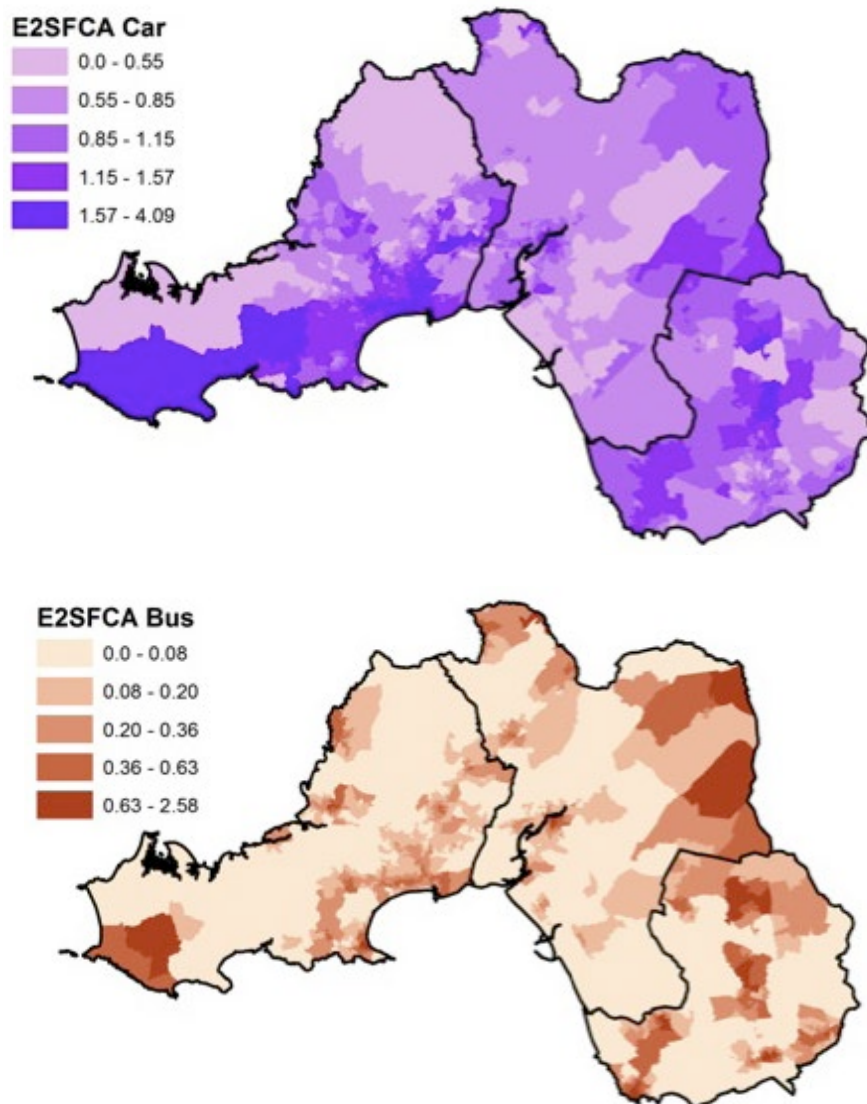 E2SFCA Car
0.0 - 0.55
0.55 - 0.85
0.85 - 1.15
1.15 - 1.57
1.57 - 4.09
E2SFCA Bus
0.0 - 0.08
0.08 - 0.20
0.20 - 0.36
0.36 - 0.63
0.63 - 2.58